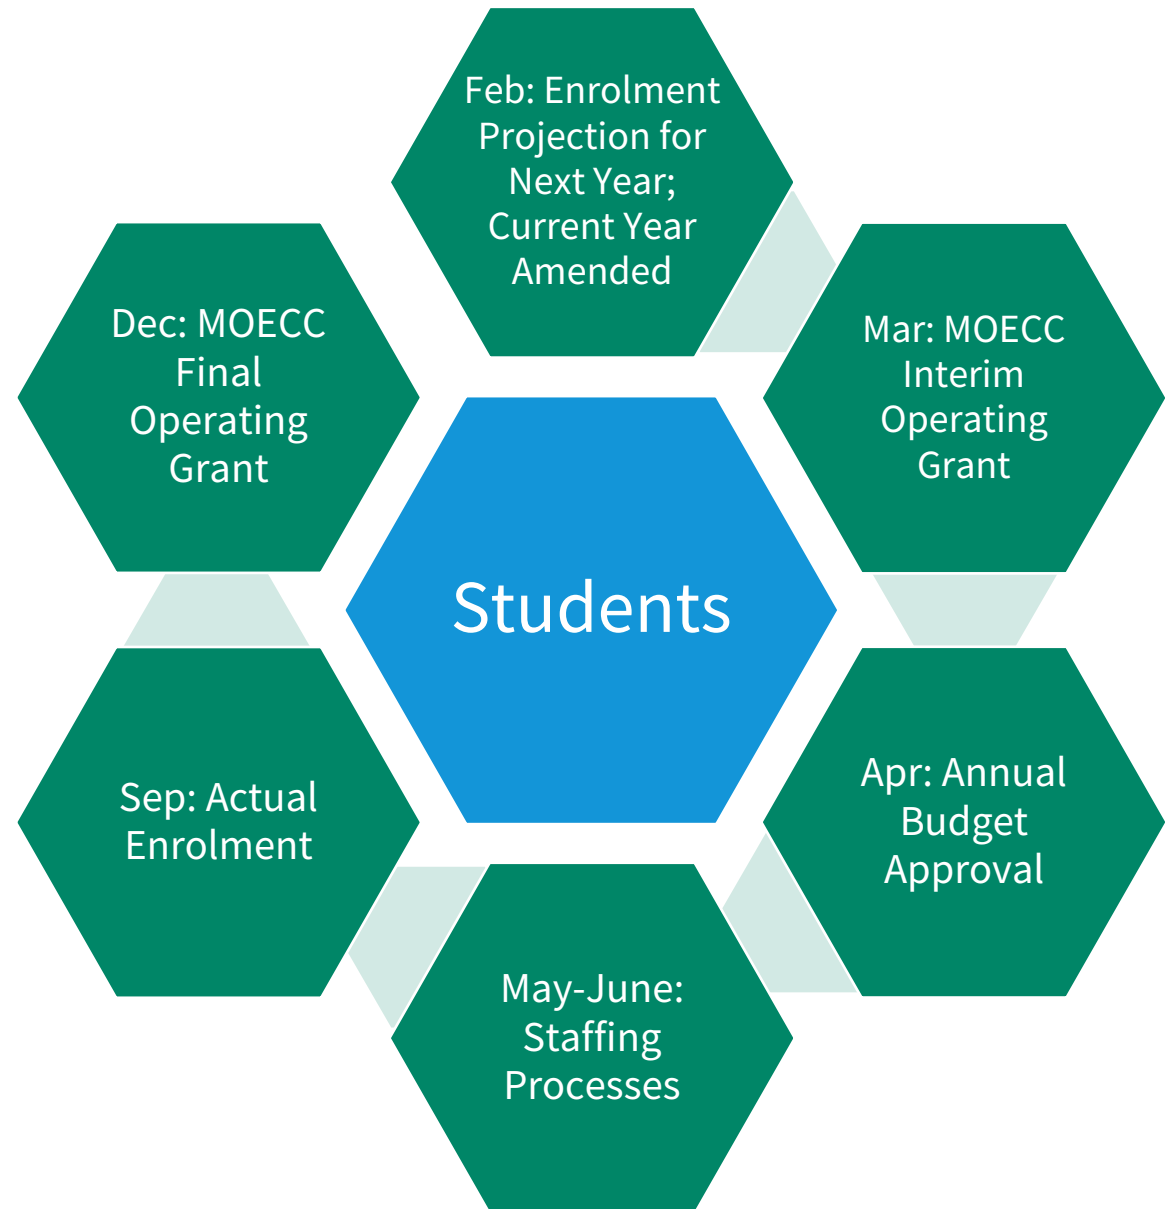 Feb: Enrolment
Projection for
Next Year;
Current Year
Amended
Mar: MOECC
Interim
Operating
Grant
Apr: Annual
Budget
Approval
May-June:
Staffing
Processes
Sep: Actual
Enrolment
Dec: MOECC
Final
Operating
Grant
Students